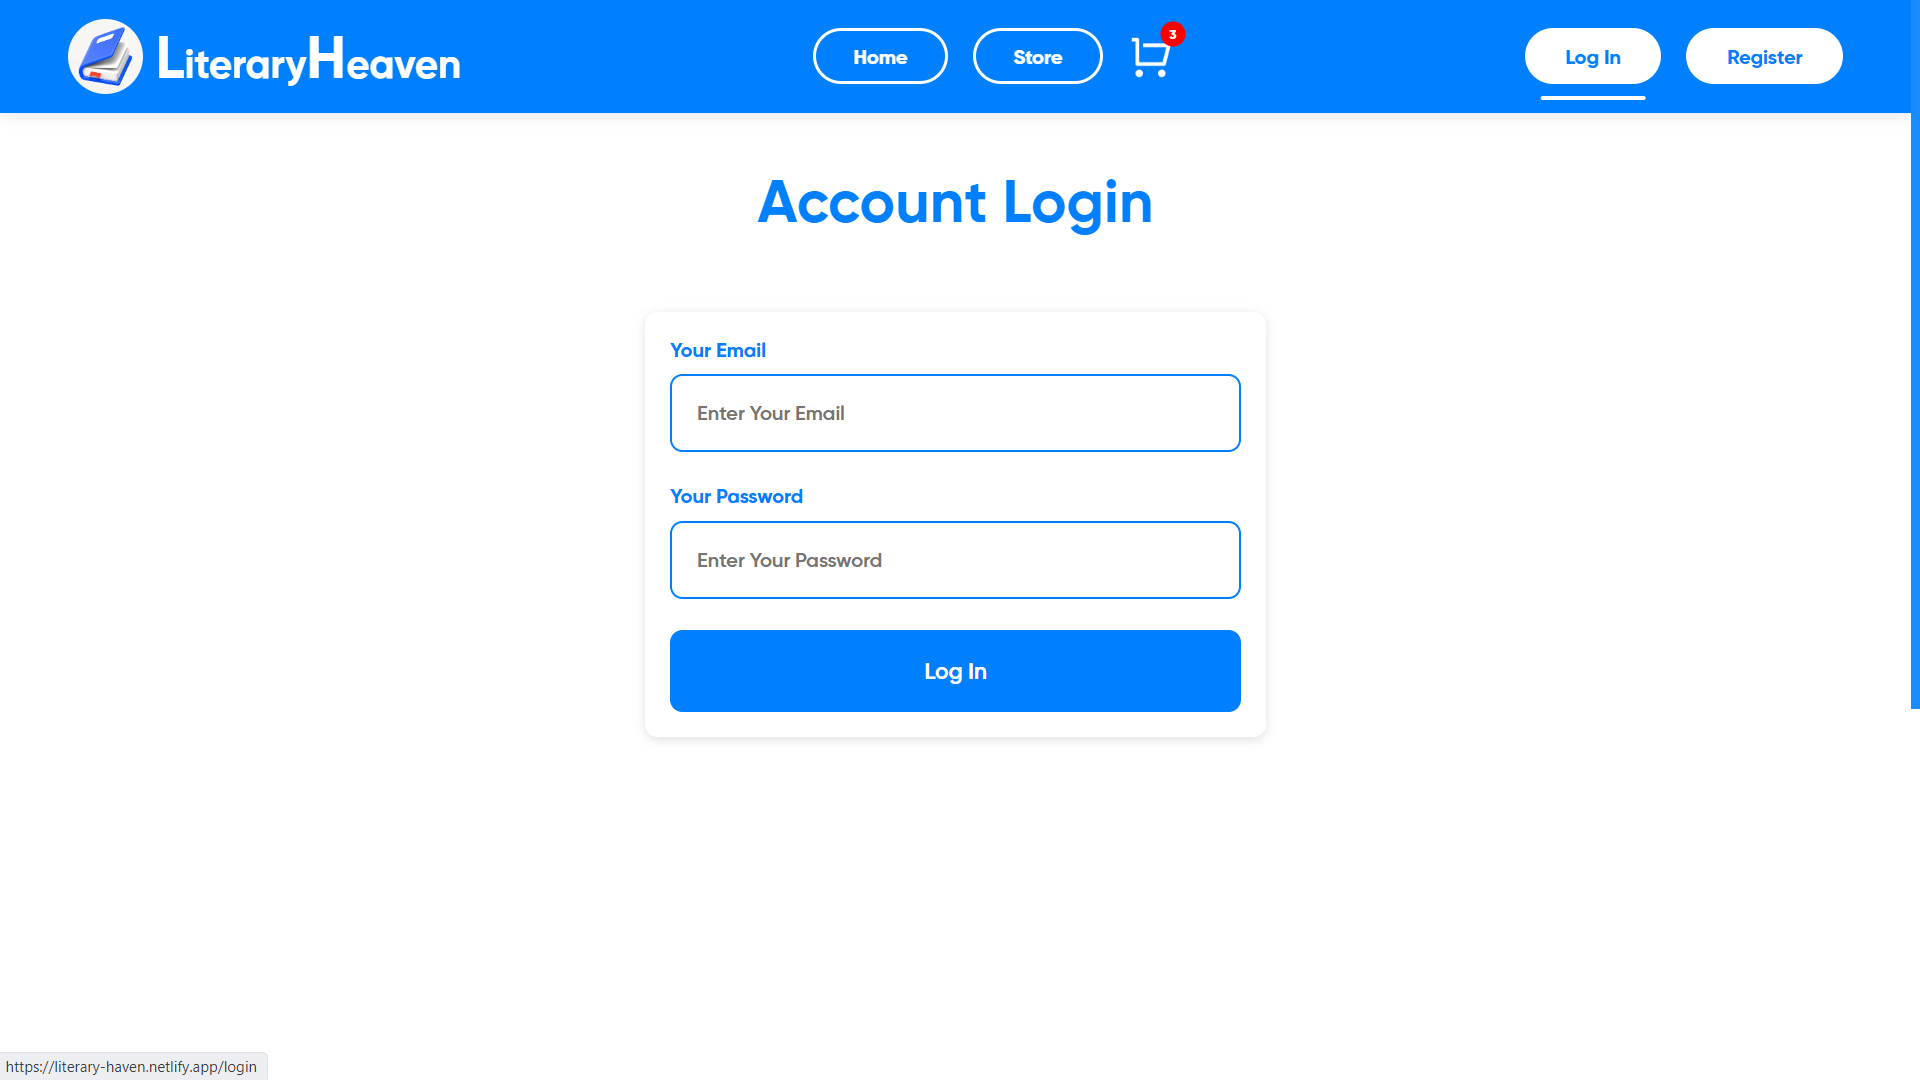 LiteraryHeaven
Home
Store
3
Log In
Register
Account Login
Your Email
Enter Your Email
Your Password
Enter Your Password
Log In
https://literary-haven.netlify.app/login